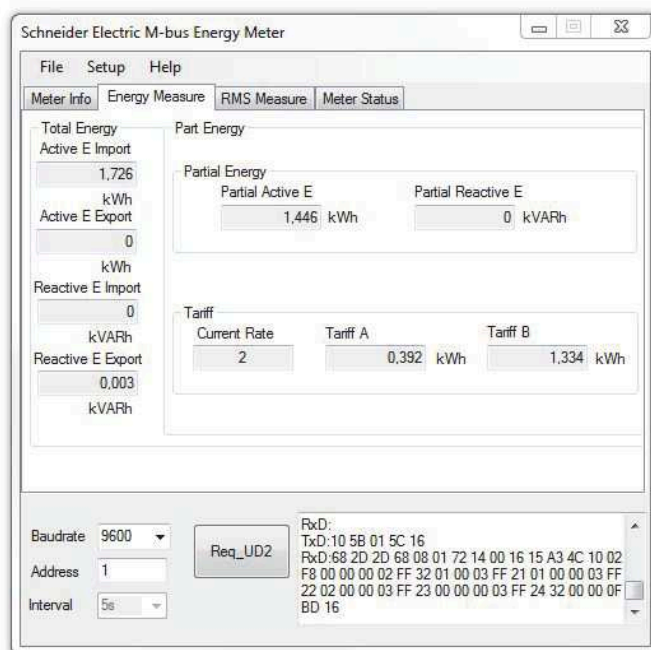 Schneider Electric M-bus Energy Meter
File Setup Help
Meter Info Energy Measure RMS Measure Meter Status
Total Energy
Active E Import
1,726
kWh
Active E Export
0
kWh
Reactive E Import
0
kVARh
Reactive E Export
0,003
kVARh
Part Energy
Partial Energy
Partial Active E Partial Reactive E
1,446 kWh 0 kVARh
Tariff
Current Rate Tariff A Tariff B
2 0,392 kWh 1,334 kWh
Baudrate 9600
Address 1
Interval 5s
Req_UD2
RxD:
TxD:10 5B 01 5C 16
RxD:68 2D 2D 68 08 01 72 14 00 16 15 A3 4C 10 02
F8 00 00 00 02 FF 32 01 00 03 FF 21 01 00 00 03 FF
22 02 00 00 03 FF 23 00 00 00 03 FF 24 32 00 00 0F
BD 16